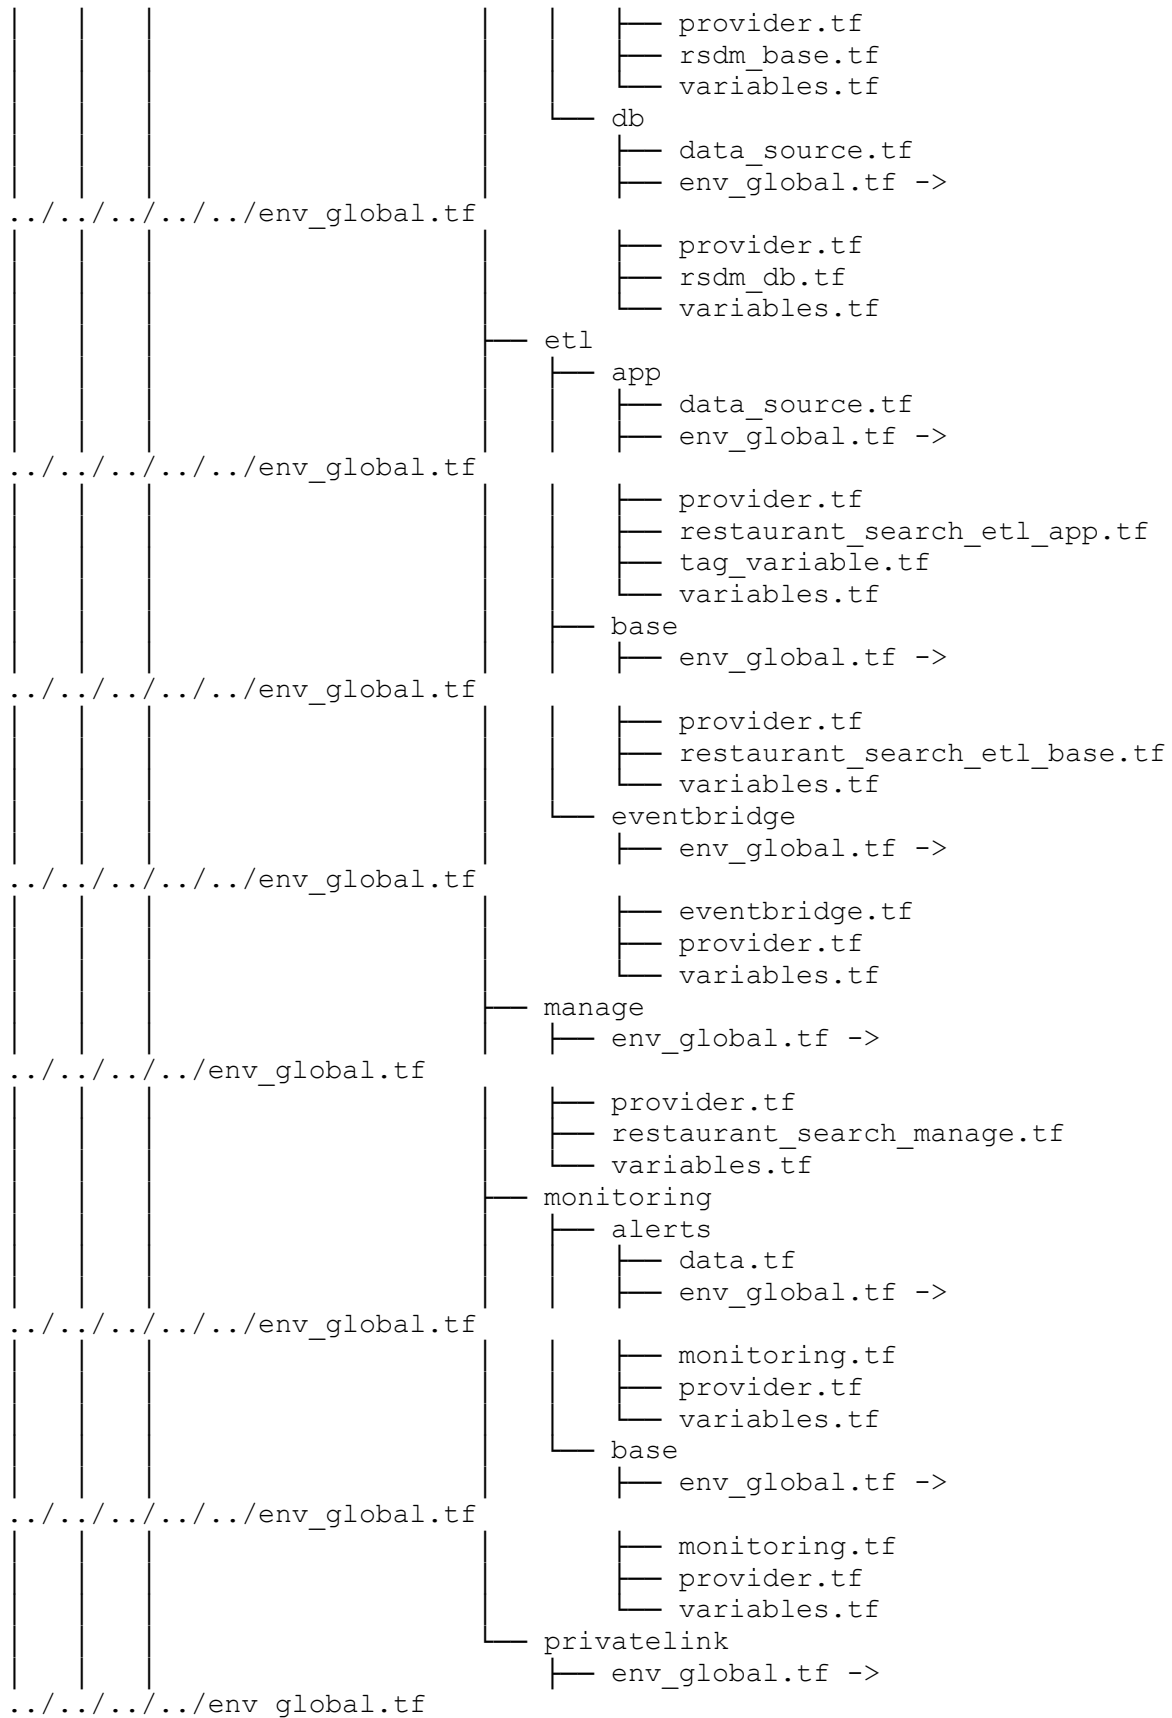 │   │   │                   │   │   ├── provider.tf
│   │   │                   │   │   ├── rsdm_base.tf
│   │   │                   │   │   └── variables.tf
│   │   │                   │   └── db
│   │   │                   │       ├── data_source.tf
│   │   │                   │       ├── env_global.tf ->
../../../../../env_global.tf
│   │   │                   │       ├── provider.tf
│   │   │                   │       ├── rsdm_db.tf
│   │   │                   │       └── variables.tf
│   │   │                   ├── etl
│   │   │                   │   ├── app
│   │   │                   │   │   ├── data_source.tf
│   │   │                   │   │   ├── env_global.tf ->
../../../../../env_global.tf
│   │   │                   │   │   ├── provider.tf
│   │   │                   │   │   ├── restaurant_search_etl_app.tf
│   │   │                   │   │   ├── tag_variable.tf
│   │   │                   │   │   └── variables.tf
│   │   │                   │   ├── base
│   │   │                   │   │   ├── env_global.tf ->
../../../../../env_global.tf
│   │   │                   │   │   ├── provider.tf
│   │   │                   │   │   ├── restaurant_search_etl_base.tf
│   │   │                   │   │   └── variables.tf
│   │   │                   │   └── eventbridge
│   │   │                   │       ├── env_global.tf ->
../../../../../env_global.tf
│   │   │                   │       ├── eventbridge.tf
│   │   │                   │       ├── provider.tf
│   │   │                   │       └── variables.tf
│   │   │                   ├── manage
│   │   │                   │   ├── env_global.tf ->
../../../../env_global.tf
│   │   │                   │   ├── provider.tf
│   │   │                   │   ├── restaurant_search_manage.tf
│   │   │                   │   └── variables.tf
│   │   │                   ├── monitoring
│   │   │                   │   ├── alerts
│   │   │                   │   │   ├── data.tf
│   │   │                   │   │   ├── env_global.tf ->
../../../../../env_global.tf
│   │   │                   │   │   ├── monitoring.tf
│   │   │                   │   │   ├── provider.tf
│   │   │                   │   │   └── variables.tf
│   │   │                   │   └── base
│   │   │                   │       ├── env_global.tf ->
../../../../../env_global.tf
│   │   │                   │       ├── monitoring.tf
│   │   │                   │       ├── provider.tf
│   │   │                   │       └── variables.tf
│   │   │                   └── privatelink
│   │   │                       ├── env_global.tf ->
../../../../env_global.tf